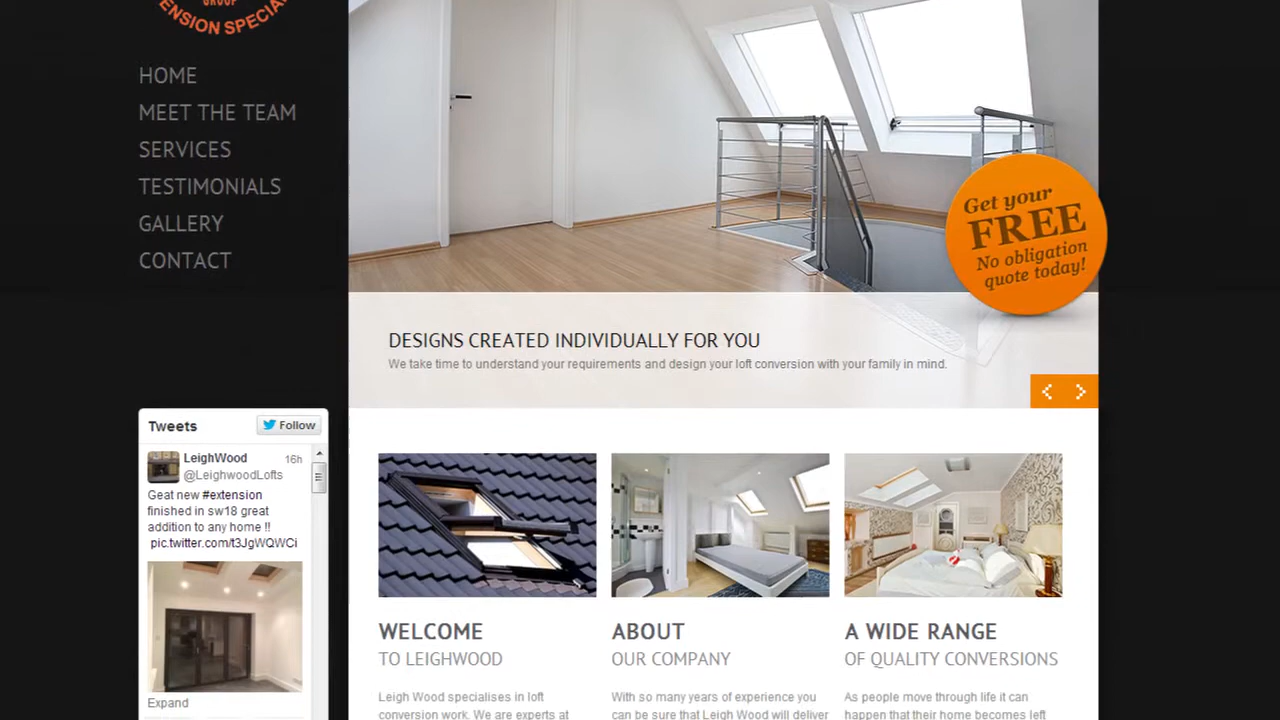 GROUP
HOME
MEET THE TEAM
SERVICES
TESTIMONIALS
GALLERY
CONTACT
Get your
FREE
No obligation
quote today!
DESIGNS CREATED INDIVIDUALLY FOR YOU
We take time to understand your requirements and design your loft conversion with your family in mind.
Tweets
Follow
LeighWood
16h
@LeighwoodLofts
Geat new #extension
finished in sw18 great
addition to any home !!
pic.twitter.com/t3JgWQWCi
Expand
WELCOME
TO LEIGHWOOD
Leigh Wood specialises in loft
conversion work. We are experts at
ABOUT
OUR COMPANY
With so many years of experience you
can be sure that Leigh Wood will deliver
A WIDE RANGE
OF QUALITY CONVERSIONS
As people move through life it can
happen that their home becomes left